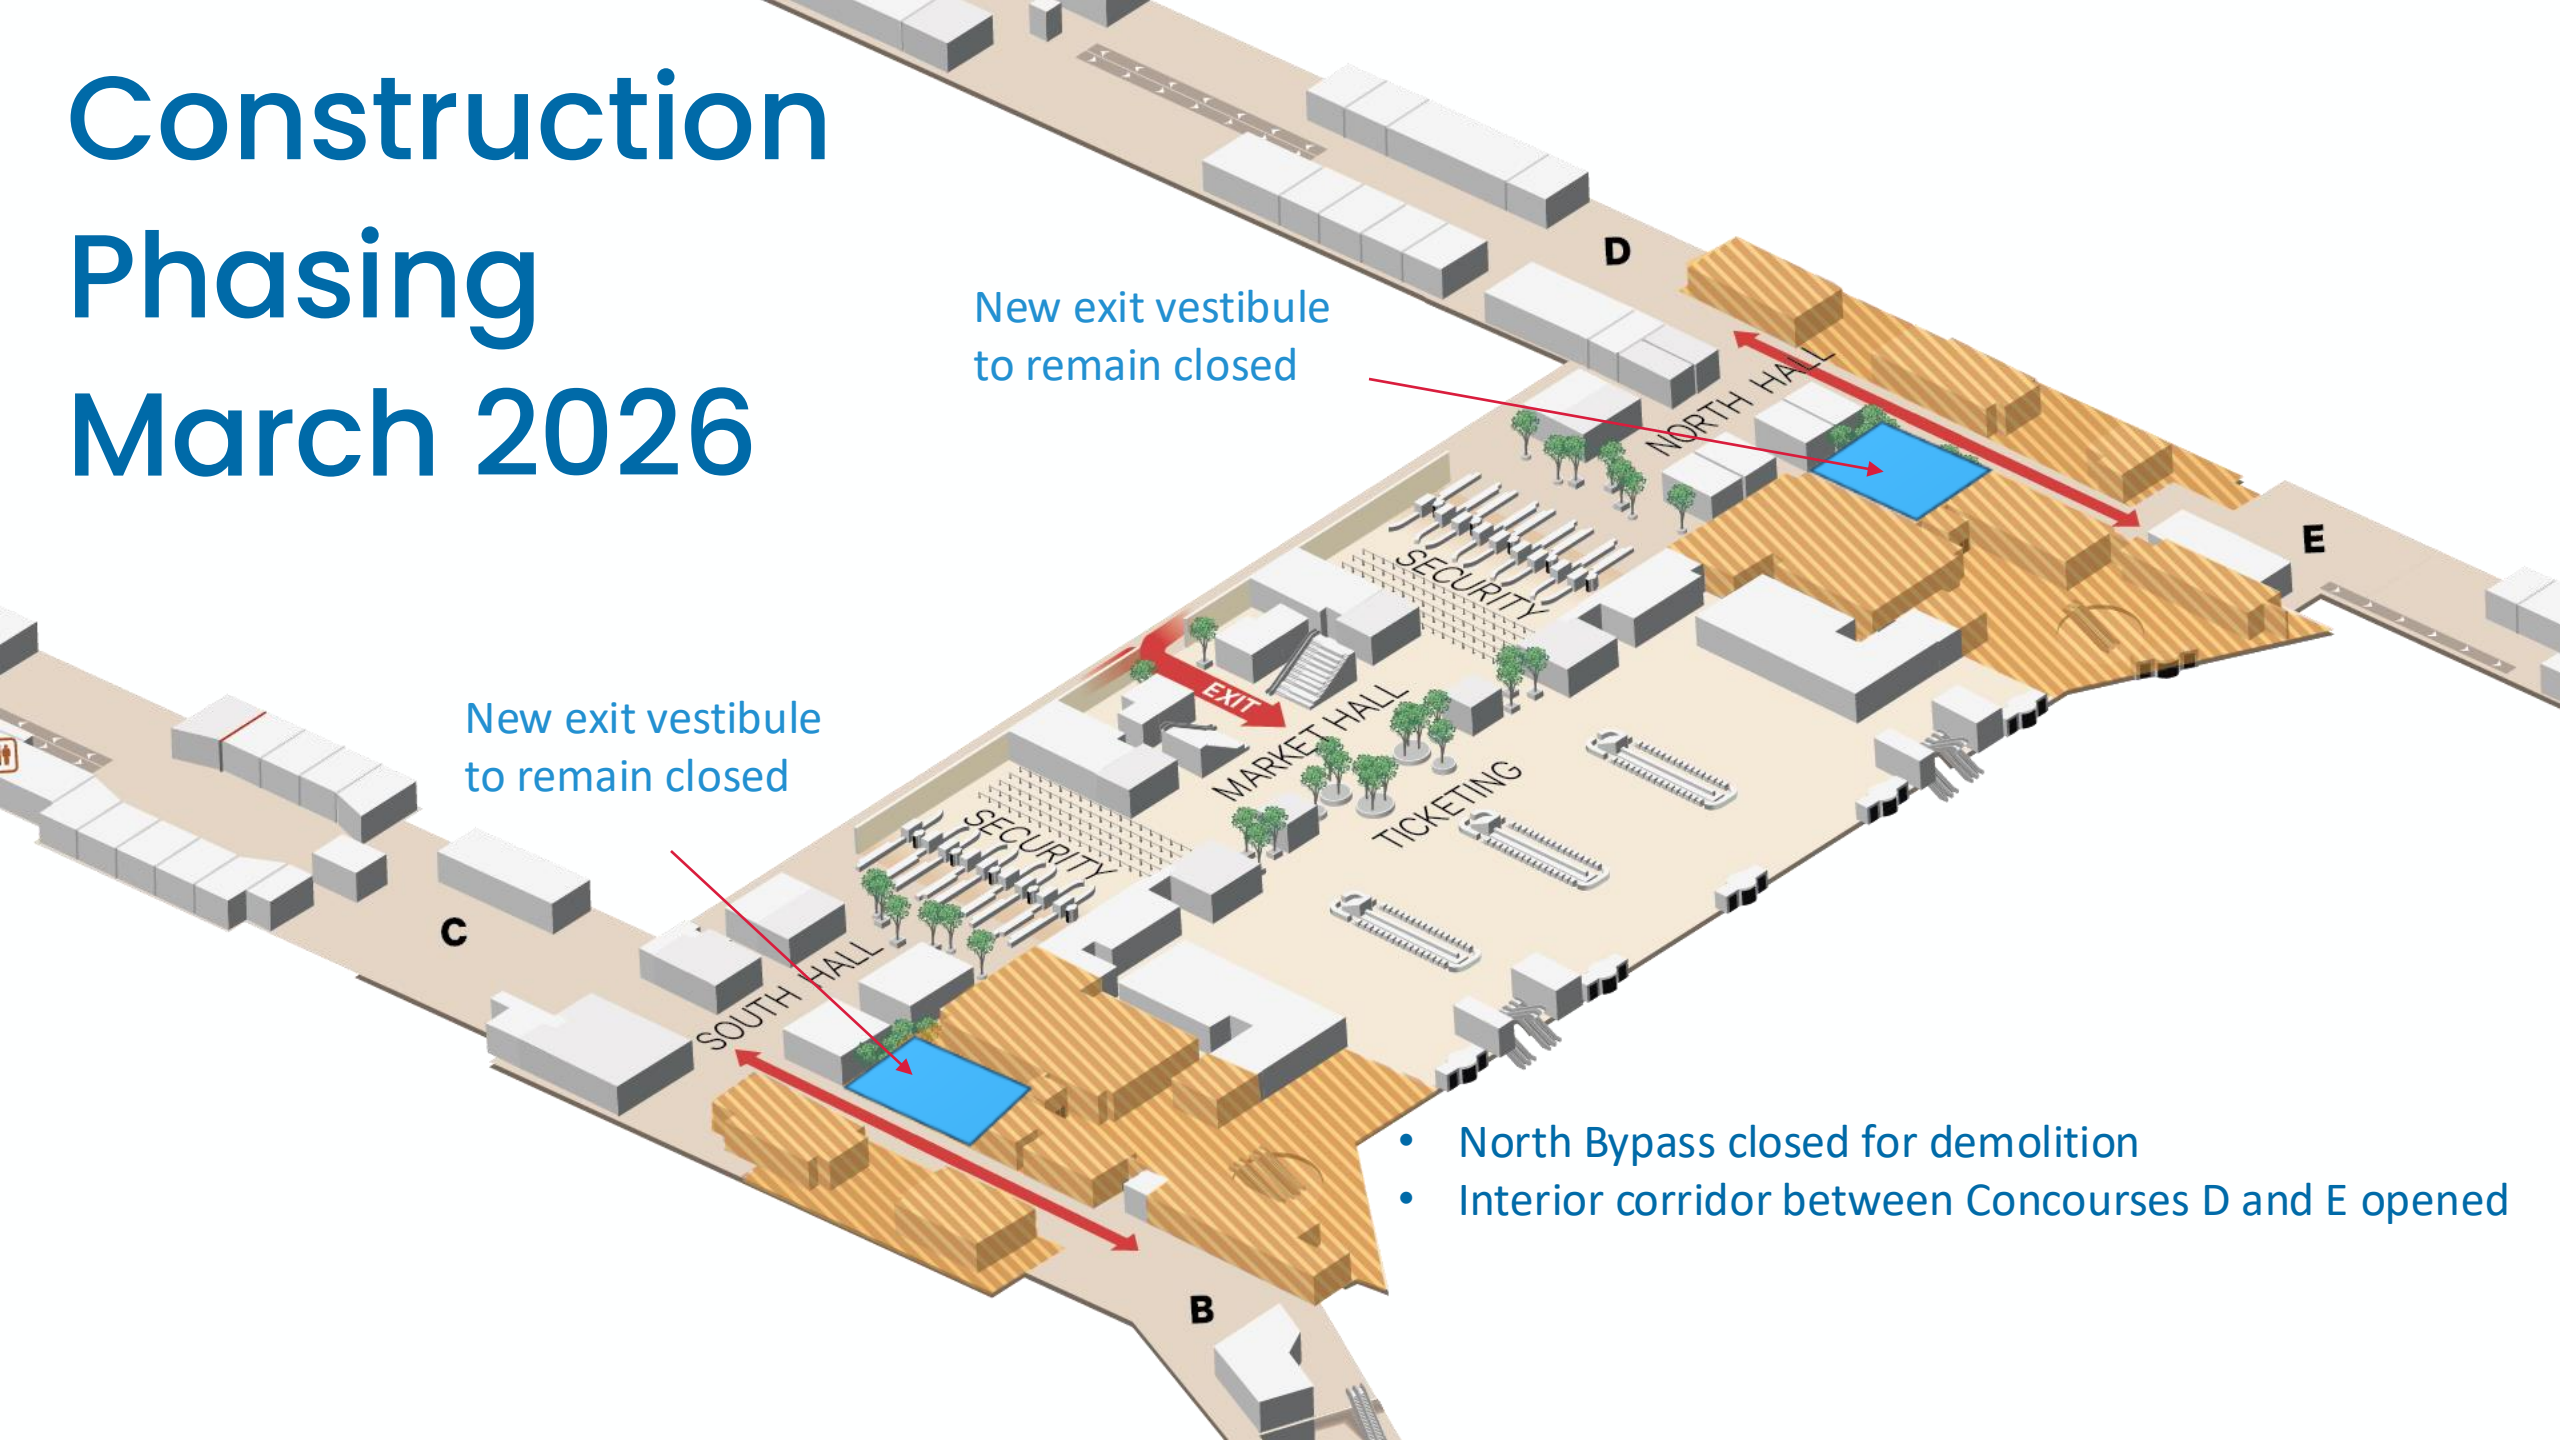 Construction
Phasing
March 2026
New exit vestibule
to remain closed
D
NORTH HALL
E
SECURITY
EXIT
MARKET HALL
TICKETING
New exit vestibule
to remain closed
SECURITY
C
SOUTH HALL
B
• North Bypass closed for demolition
• Interior corridor between Concourses D and E opened